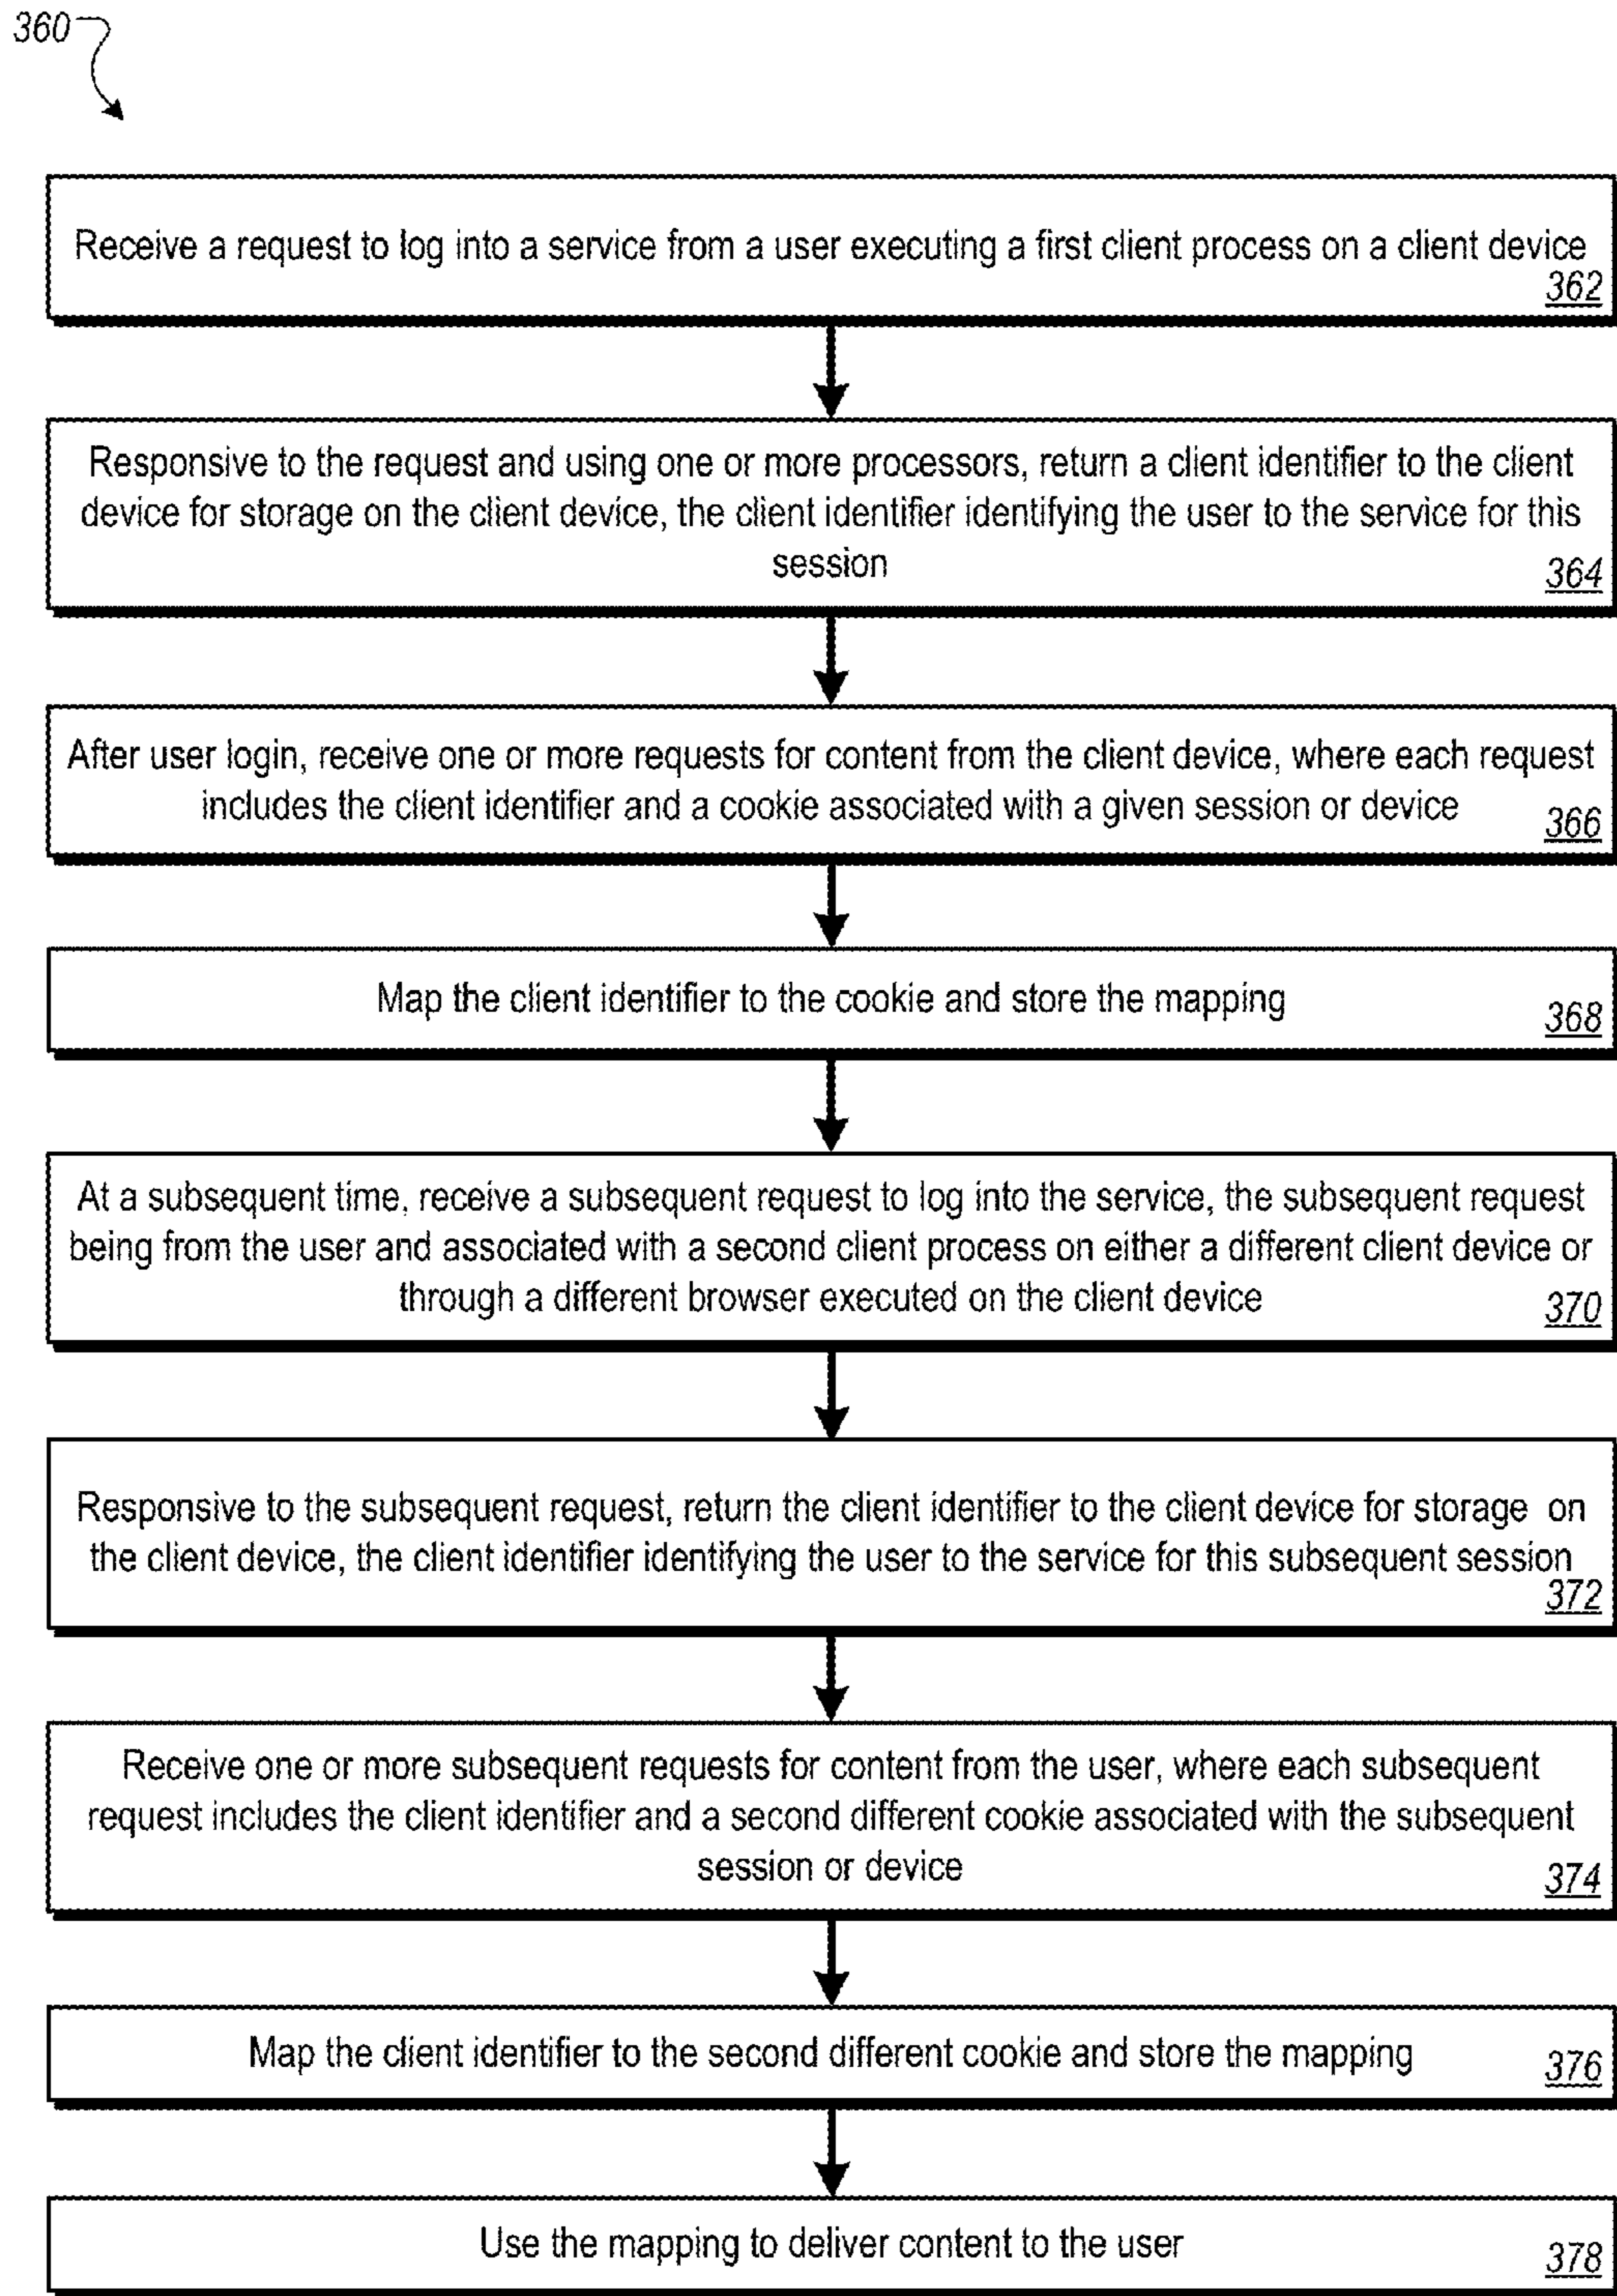 360
Receive a request to log into a service from a user executing a first client process on a client device
362
Responsive to the request and using one or more processors, return a client identifier to the client
device for storage on the client device, the client identifier identifying the user to the service for this
session
364
After user login, receive one or more requests for content from the client device, where each request
includes the client identifier and a cookie associated with a given session or device
366
Map the client identifier to the cookie and store the mapping
368
At a subsequent time, receive a subsequent request to log into the service, the subsequent request
being from the user and associated with a second client process on either a different client device or
through a different browser executed on the client device
370
Responsive to the subsequent request, return the client identifier to the client device for storage on
the client device, the client identifier identifying the user to the service for this subsequent session
372
Receive one or more subsequent requests for content from the user, where each subsequent
request includes the client identifier and a second different cookie associated with the subsequent
session or device
374
Map the client identifier to the second different cookie and store the mapping
376
Use the mapping to deliver content to the user
378